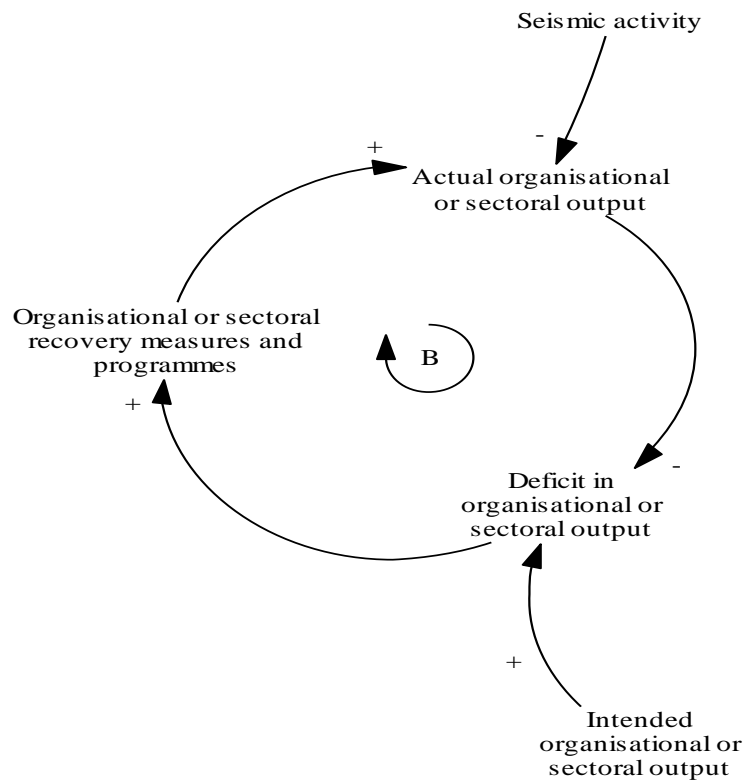 Seismic activity
-
+
Actual organisational
or sectoral output
Organisational or sectoral
recovery measures and
programmes
B
+
-
Deficit in
organisational or
sectoral output
+
Intended
organisational or
sectoral output